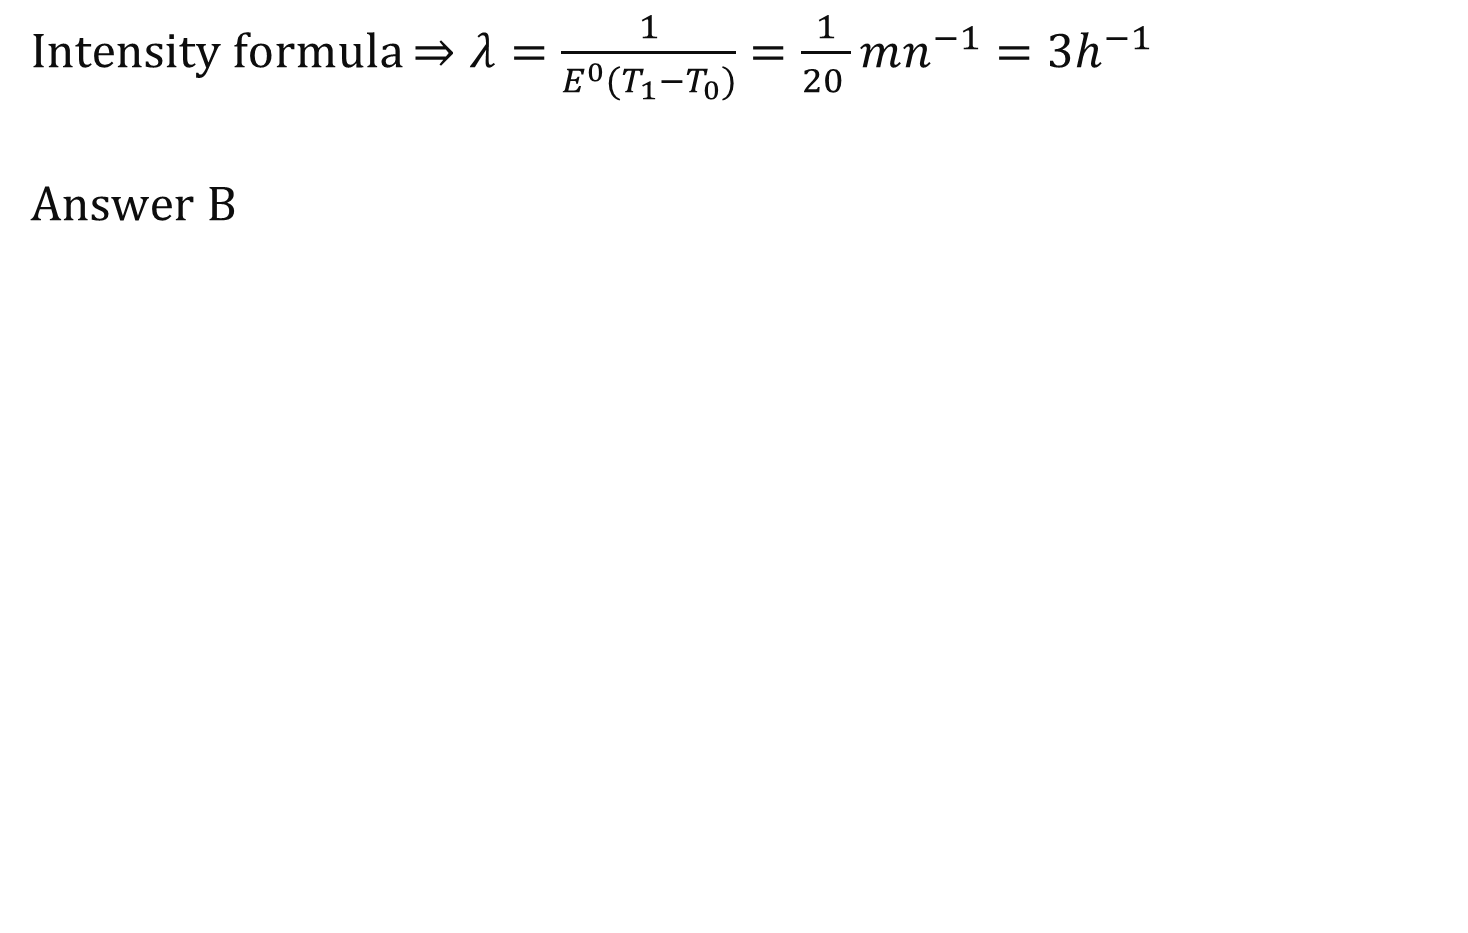 Intensity formula ⇒ λ = 1/(E⁰(T₁−T₀)) = 1/20 mn⁻¹ = 3h⁻¹
Answer B